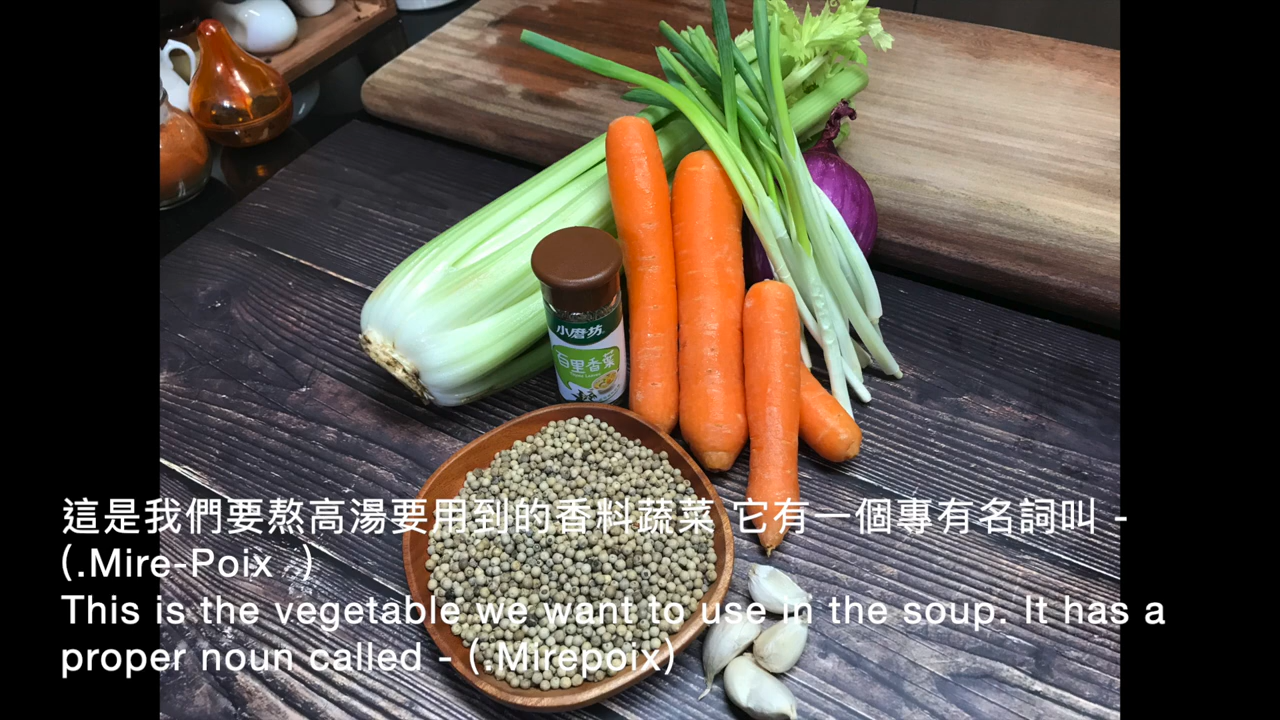 小磨坊
百里香葉
這是我們要熬高湯要用到的香料蔬菜 它有一個專有名詞叫 -
(.Mire-Poix .)
This is the vegetable we want to use in the soup. It has a
proper noun called - (.Mirepoix)